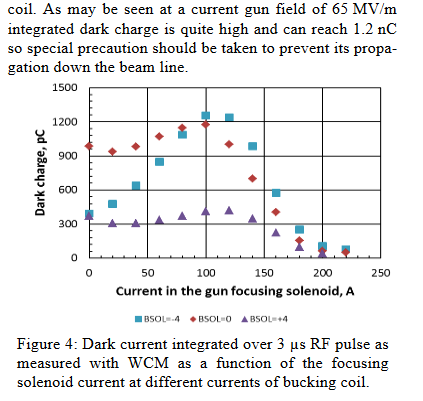 coil. As may be seen at a current gun field of 65 MV/m
integrated dark charge is quite high and can reach 1.2 nC
so special precaution should be taken to prevent its propa-
gation down the beam line.
1500
1200
900
600
300
0
Dark charge, pC
0 50 100 150 200 250
Current in the gun focusing solenoid, A
BSOL=-4 BSOL=0 BSOL=+4
Figure 4: Dark current integrated over 3 µs RF pulse as
measured with WCM as a function of the focusing
solenoid current at different currents of bucking coil.